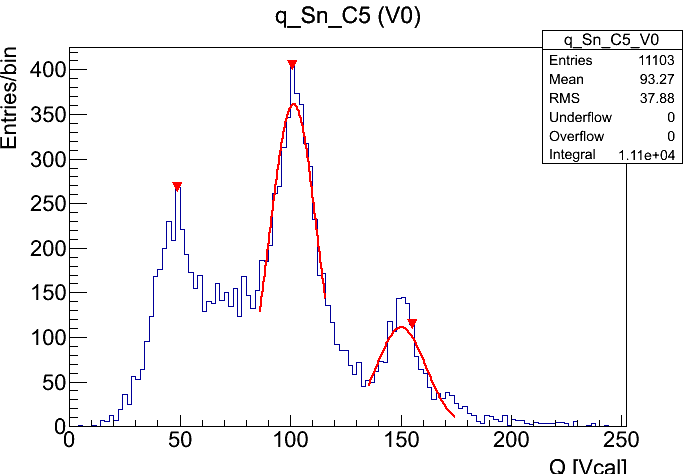 q_Sn_C5 (V0)
q_Sn_C5_V0
Entries 11103
Mean 93.27
RMS 37.88
Underflow 0
Overflow 0
Integral 1.11e+04
Entries/bin
400
350
300
250
200
150
100
50
0
0 50 100 150 200 250
Q [Vcal]